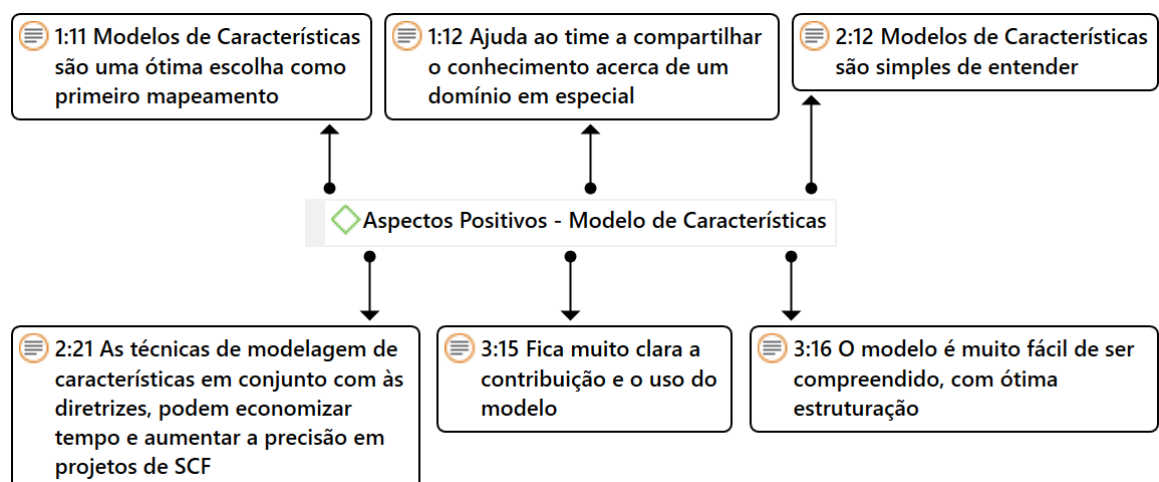 1:11 Modelos de Características
são uma ótima escolha como
primeiro mapeamento
1:12 Ajuda ao time a compartilhar
o conhecimento acerca de um
domínio em especial
2:12 Modelos de Características
são simples de entender
Aspectos Positivos - Modelo de Características
2:21 As técnicas de modelagem de
características em conjunto com às
diretrizes, podem economizar
tempo e aumentar a precisão em
projetos de SCF
3:15 Fica muito clara a
contribuição e o uso do
modelo
3:16 O modelo é muito fácil de ser
compreendido, com ótima
estruturação